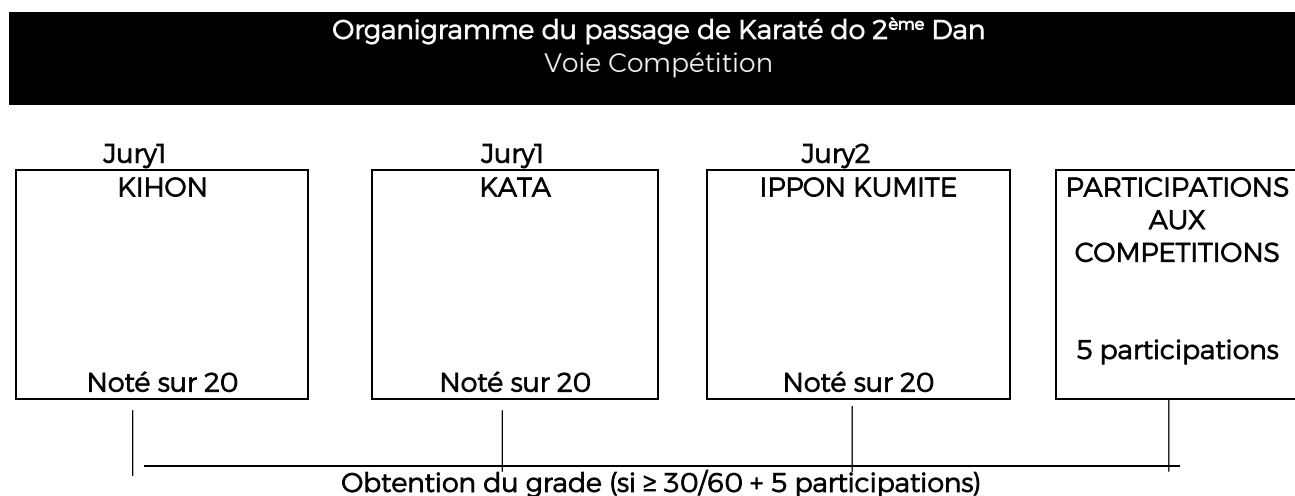 Organigramme du passage de Karaté do 2ème Dan
Voie Compétition
Jury1
KIHON
Noté sur 20
Jury1
KATA
Noté sur 20
Jury2
IPPON KUMITE
Noté sur 20
PARTICIPATIONS
AUX
COMPETITIONS
5 participations
Obtention du grade (si ≥ 30/60 + 5 participations)